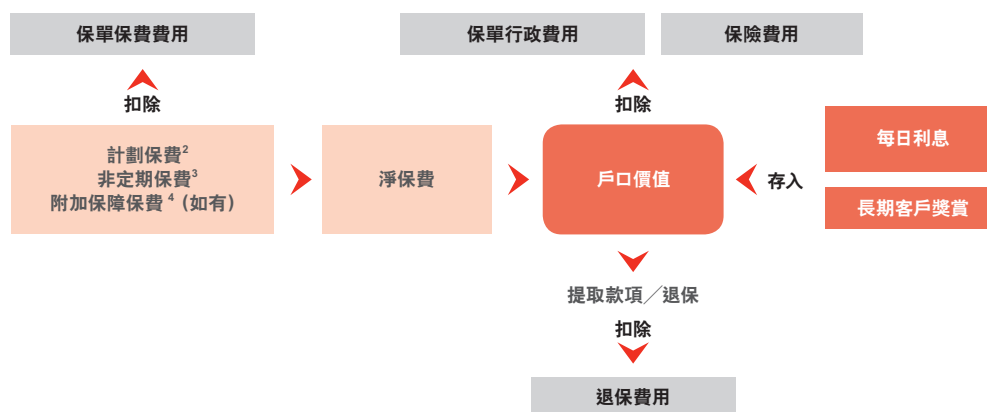 保單保費費用
保單行政費用
保險費用
扣除
扣除
計劃保費2
非定期保費3
附加保障保費 4 (如有)
淨保費
戶口價值
存入
每日利息
長期客戶獎賞
提取款項╱退保
扣除
退保費用